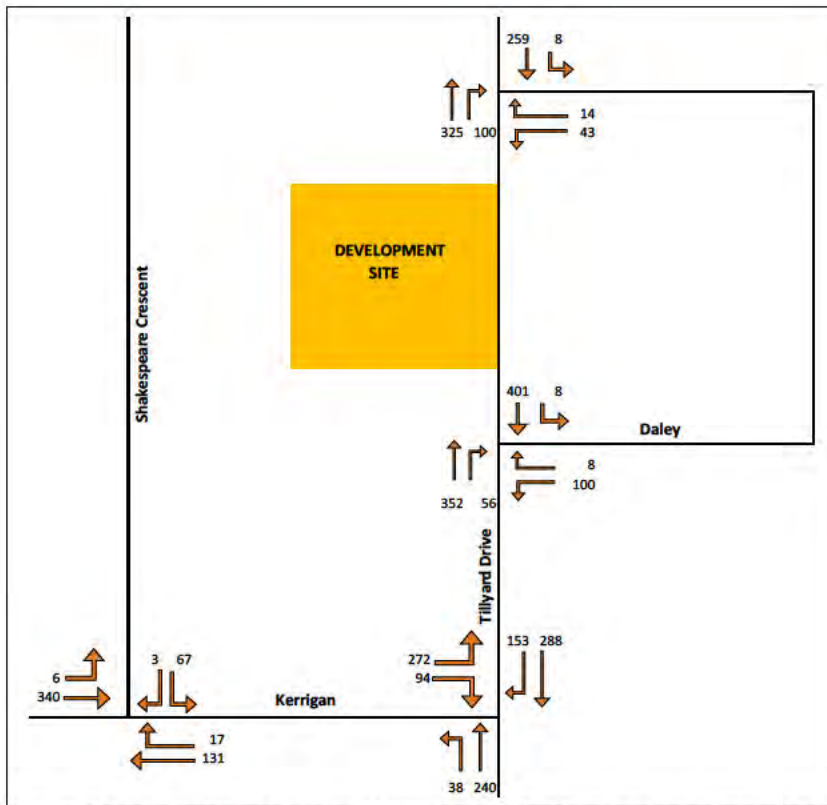 259 8
325 100
14
43
DEVELOPMENT
SITE
Shakespeare Crescent
401 8
Daley
352 56
8
100
Tillyard Drive
6
340
3 67
272
94
153 288
Kerrigan
17
131
38 240